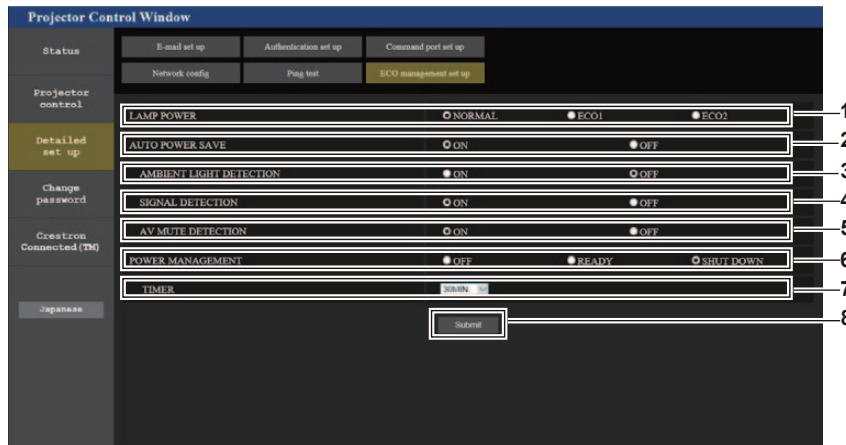 Projector Control Window
Status
E-mail set up
Authentication set up
Command port set up
Network config
Ping test
ECO management set up
Projector
control
Detailed
set up
Change
password
Crestron
Connected(TM)
Japanese
LAMP POWER NORMAL ECO1 ECO2 1
AUTO POWER SAVE ON OFF 2
AMBIENT LIGHT DETECTION ON OFF 3
SIGNAL DETECTION ON OFF 4
AV MUTE DETECTION ON OFF 5
POWER MANAGEMENT OFF READY SHUT DOWN 6
TIMER 30MIN. 7
Submit 8